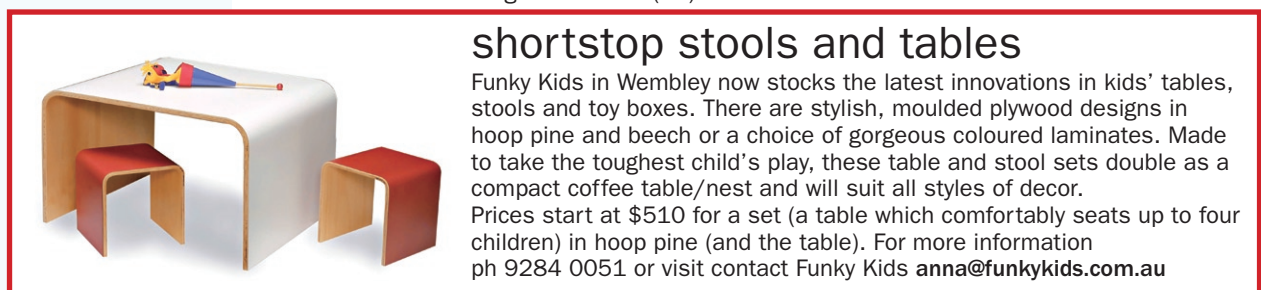 shortstop stools and tables
Funky Kids in Wembley now stocks the latest innovations in kids’ tables,
stools and toy boxes. There are stylish, moulded plywood designs in
hoop pine and beech or a choice of gorgeous coloured laminates. Made
to take the toughest child’s play, these table and stool sets double as a
compact coffee table/nest and will suit all styles of decor.
Prices start at $510 for a set (a table which comfortably seats up to four
children) in hoop pine (and the table). For more information
ph 9284 0051 or visit contact Funky Kids anna@funkykids.com.au